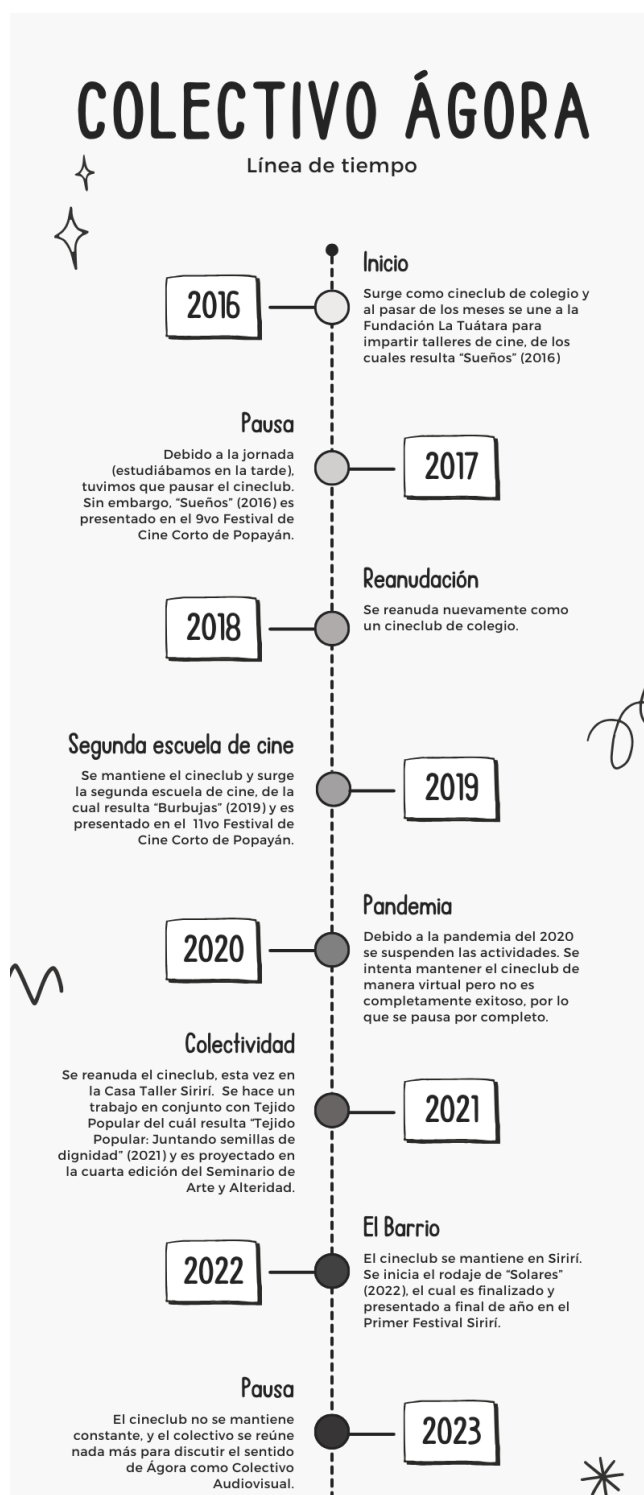 COLECTIVO ÁGORA
Línea de tiempo
2016
Inicio
Surge como cineclub de colegio y
al pasar de los meses se une a la
Fundación La Tuátara para
impartir talleres de cine, de los
cuales resulta “Sueños” (2016)
Pausa
Debido a la jornada
(estudiábamos en la tarde),
tuvimos que pausar el cineclub.
Sin embargo, “Sueños” (2016) es
presentado en el 9vo Festival de
Cine Corto de Popayán.
2017
2018
Reanudación
Se reanuda nuevamente como
un cineclub de colegio.
Segunda escuela de cine
Se mantiene el cineclub y surge
la segunda escuela de cine, de la
cual resulta “Burbujas” (2019) y es
presentado en el 11vo Festival de
Cine Corto de Popayán.
2019
2020
Pandemia
Debido a la pandemia del 2020
se suspenden las actividades. Se
intenta mantener el cineclub de
manera virtual pero no es
completamente exitoso, por lo
que se pausa por completo.
Colectividad
Se reanuda el cineclub, esta vez en
la Casa Taller Sirirí. Se hace un
trabajo en conjunto con Tejido
Popular del cuál resulta “Tejido
Popular: Juntando semillas de
dignidad” (2021) y es proyectado en
la cuarta edición del Seminario de
Arte y Alteridad.
2021
2022
El Barrio
El cineclub se mantiene en Sirirí.
Se inicia el rodaje de “Solares”
(2022), el cual es finalizado y
presentado a final de año en el
Primer Festival Sirirí.
Pausa
El cineclub no se mantiene
constante, y el colectivo se reúne
nada más para discutir el sentido
de Ágora como Colectivo
Audiovisual.
2023